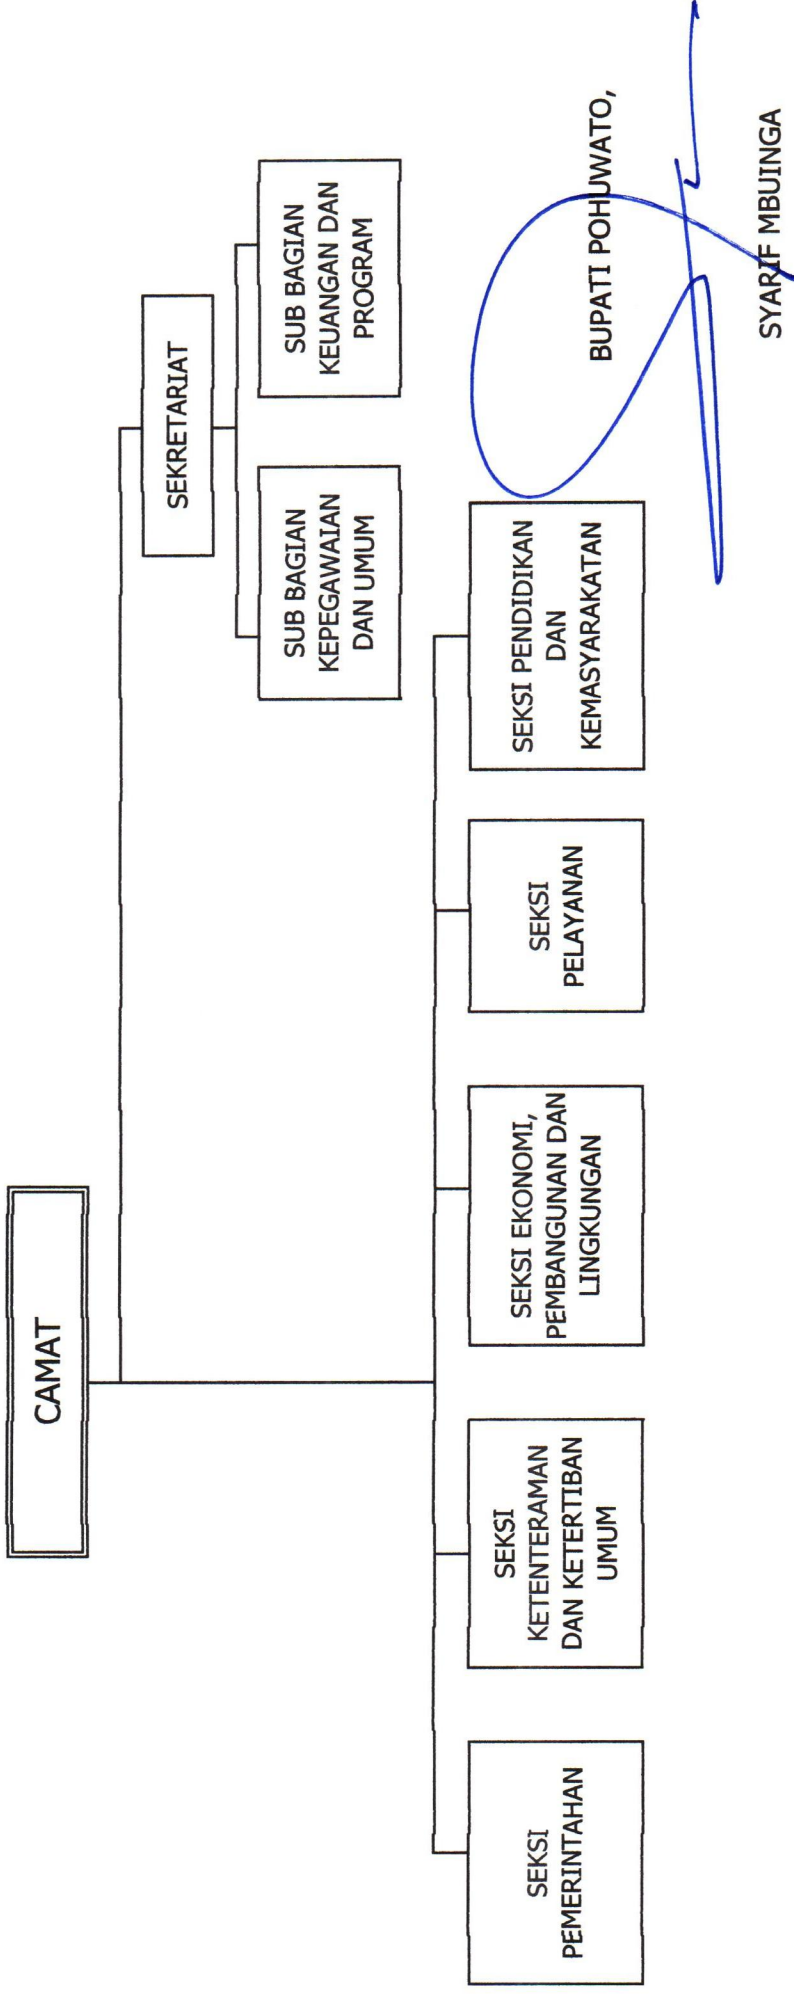 CAMAT
SEKRETARIAT
SUB BAGIAN
KEPEGAWAIAN
DAN UMUM
SUB BAGIAN
KEUANGAN DAN
PROGRAM
SEKSI
PEMERINTAHAN
SEKSI
KETENTERAMAN
DAN KETERTIBAN
UMUM
SEKSI EKONOMI,
PEMBANGUNAN DAN
LINGKUNGAN
SEKSI
PELAYANAN
SEKSI PENDIDIKAN
DAN
KEMASYARAKATAN
BUPATI POHUWATO,
SYARIF MBUINGA